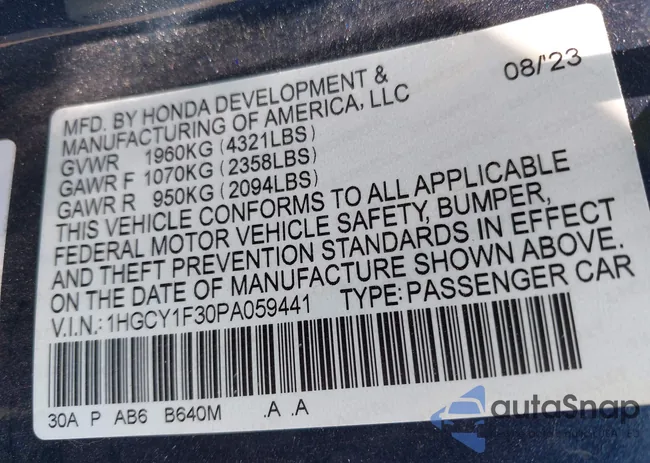 MFD. BY HONDA DEVELOPMENT & 08/'23
MANUFACTURING OF AMERICA, LLC
GVWR 1960KG (4321LBS)
GAWR F 1070KG (2358LBS)
GAWR R 950KG (2094LBS)
THIS VEHICLE CONFORMS TO ALL APPLICABLE
FEDERAL MOTOR VEHICLE SAFETY, BUMPER,
AND THEFT PREVENTION STANDARDS IN EFFECT
ON THE DATE OF MANUFACTURE SHOWN ABOVE.
V.I.N.: 1HGCY1F30PA059441 TYPE: PASSENGER CAR
30A P AB6 B640M .A .A
autoSnap